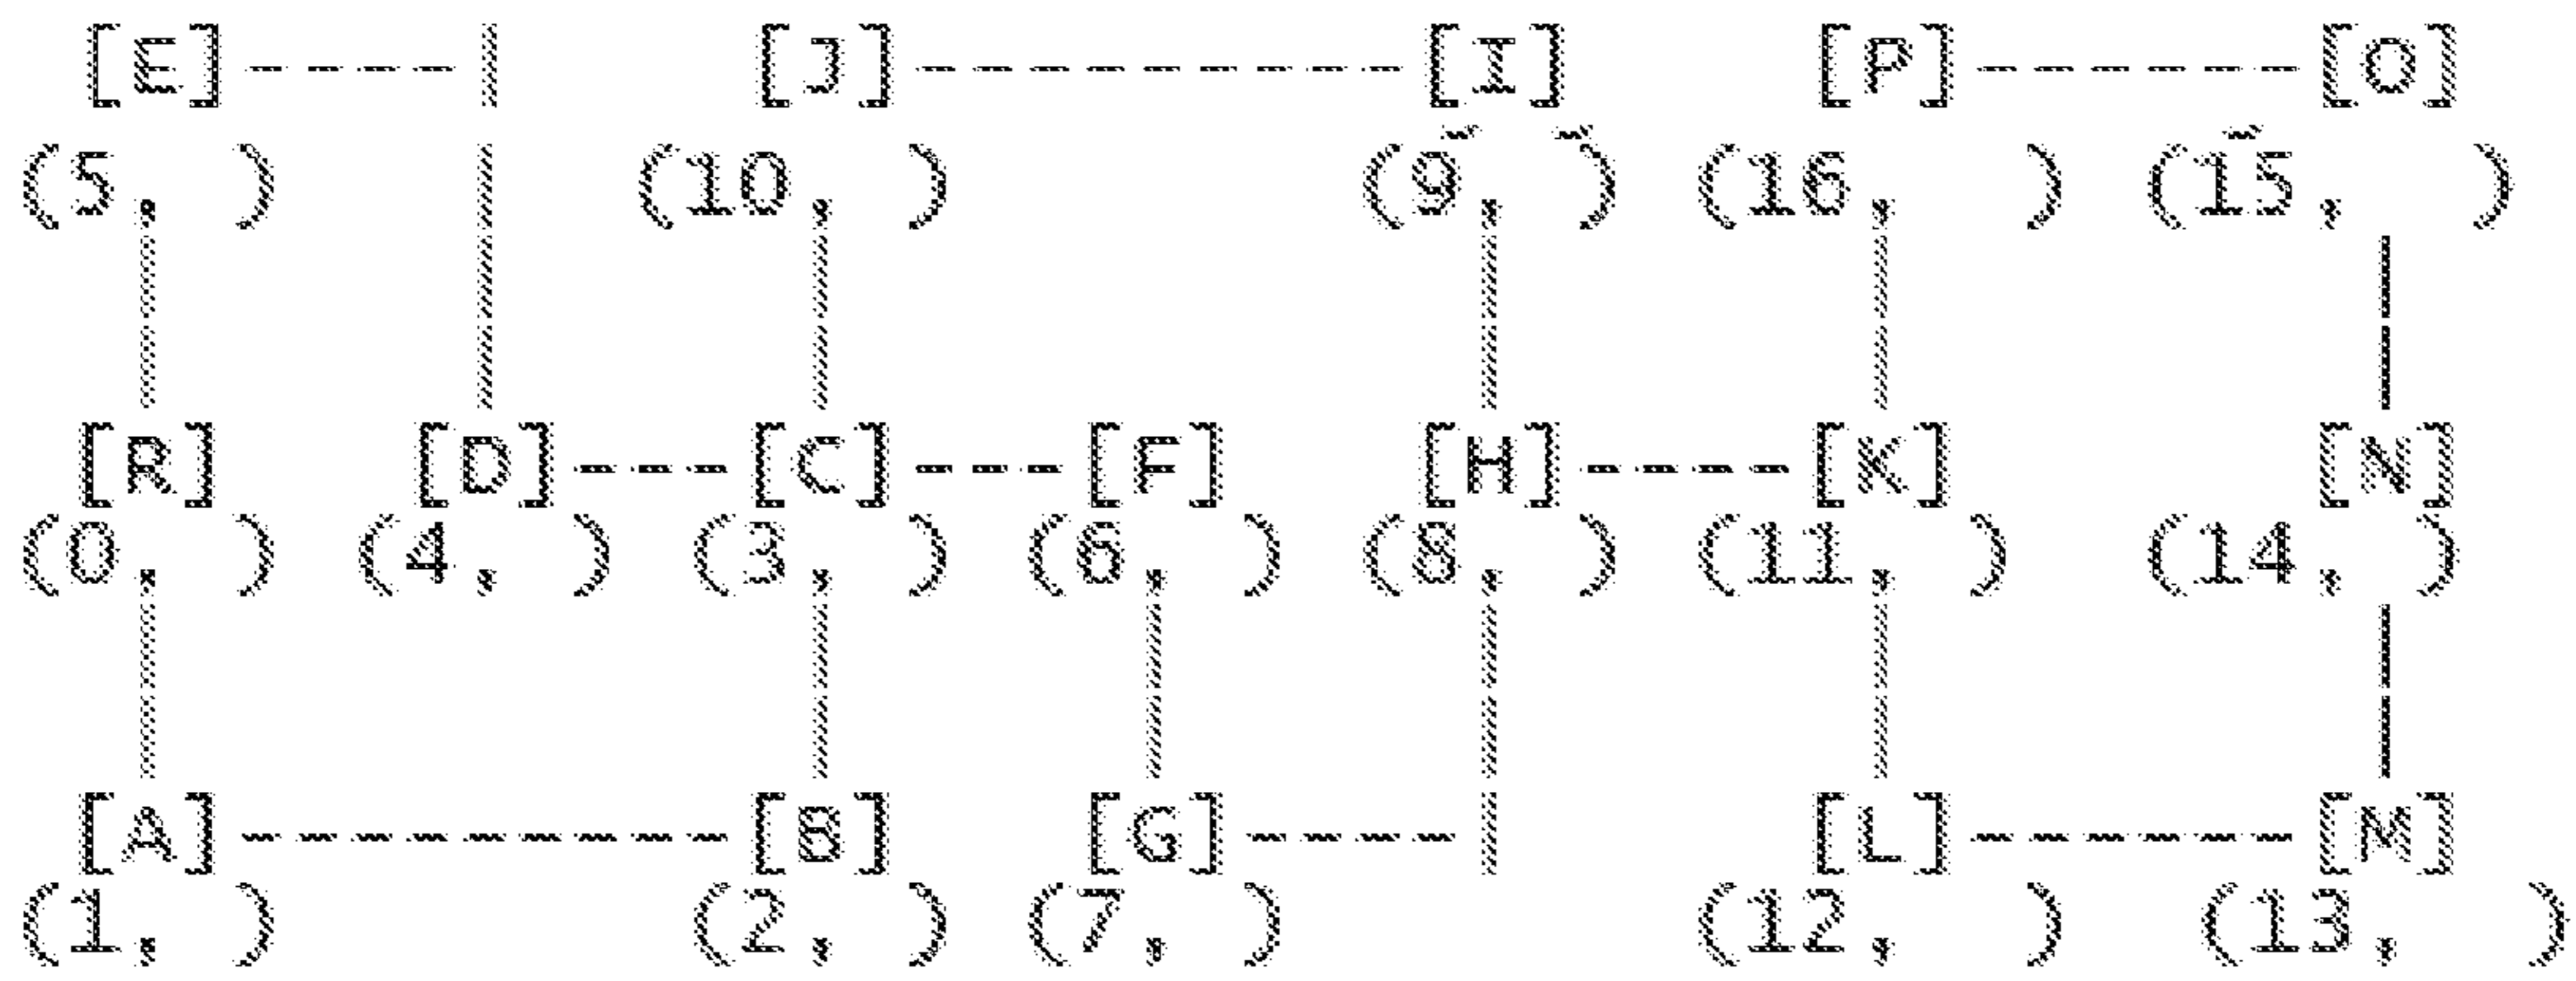 [E]----| [J]---------[I] [P]------[O]
(5, ) | (10, ) (9, ) (16, ) (15, )
| | | | | |
| | | | | |
[R] [D]---[C]---[F] [H]----[K] [N]
(0, ) (4, ) (3, ) (6, ) (8, ) (11, ) (14, )
| | | | | |
| | | | | |
[A]---------[B] [G]----| [L]------[M]
(1, ) (2, ) (7, ) (12, ) (13, )